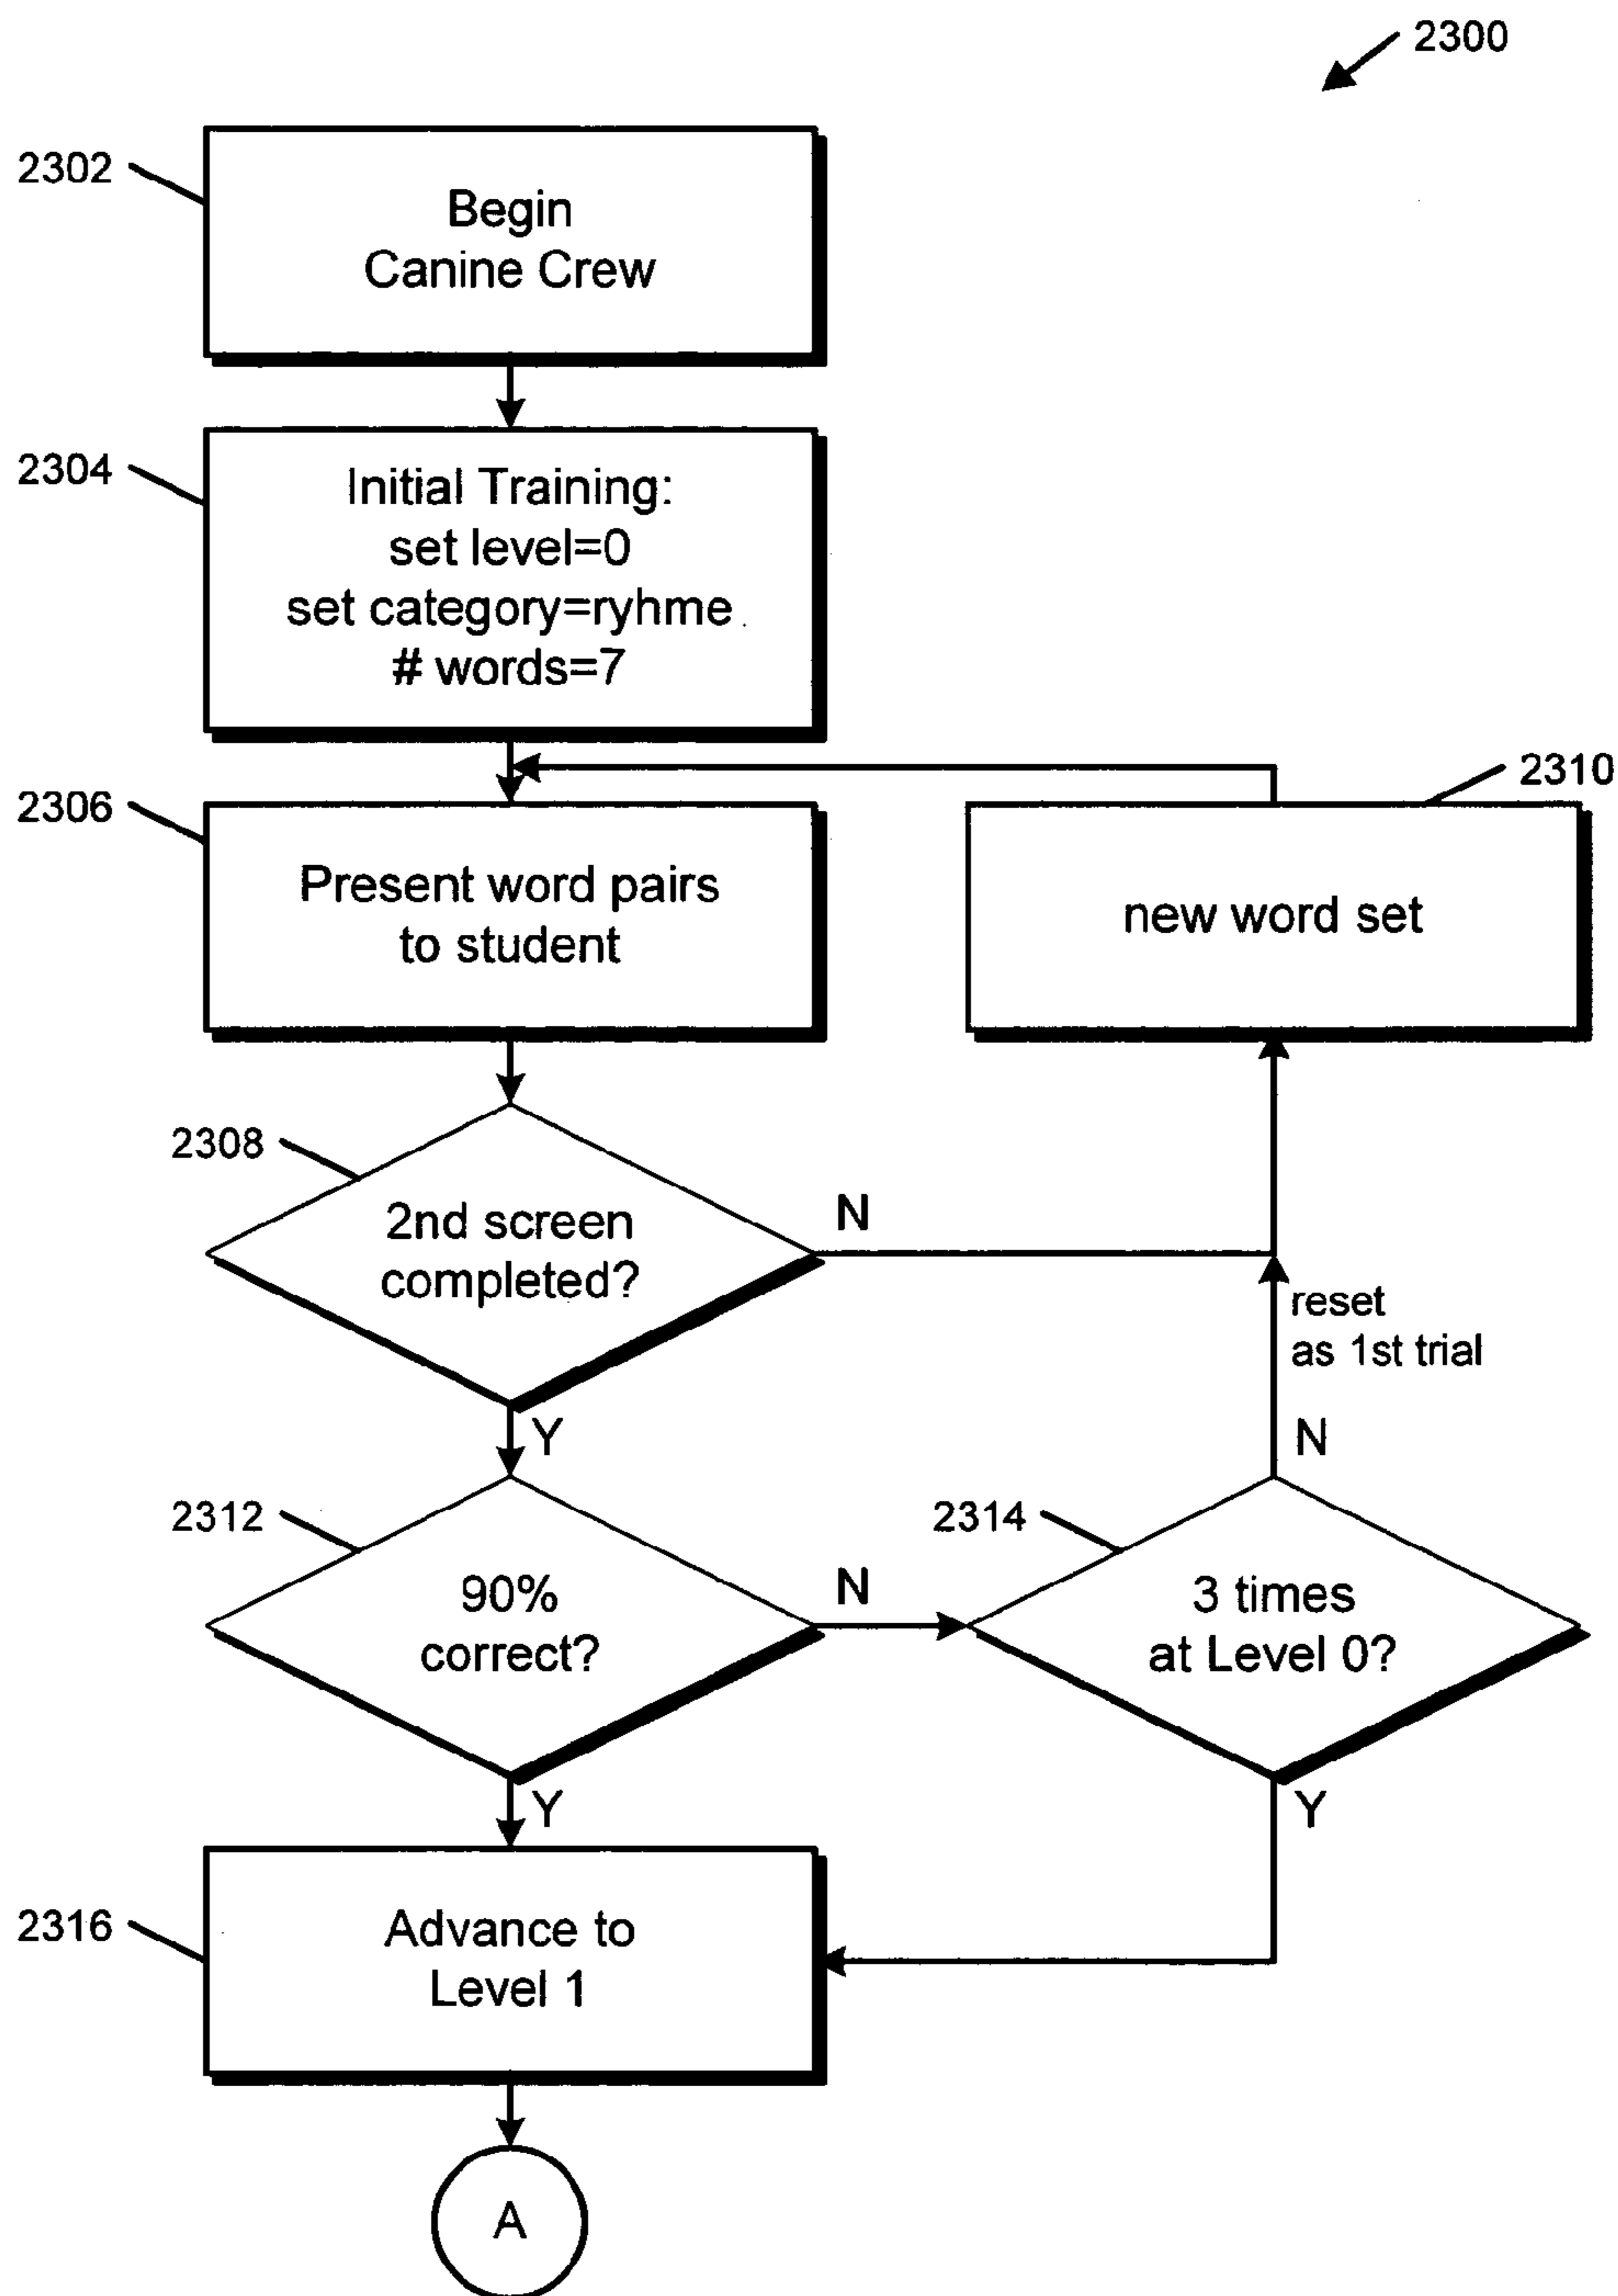 2300
2302
Begin
Canine Crew
2304
Initial Training:
set level=0
set category=ryhme
# words=7
2306
Present word pairs
to student
2310
new word set
2308
2nd screen
completed?
N
Y
reset
as 1st trial
N
2312
90%
correct?
N
Y
2314
3 times
at Level 0?
Y
2316
Advance to
Level 1
A